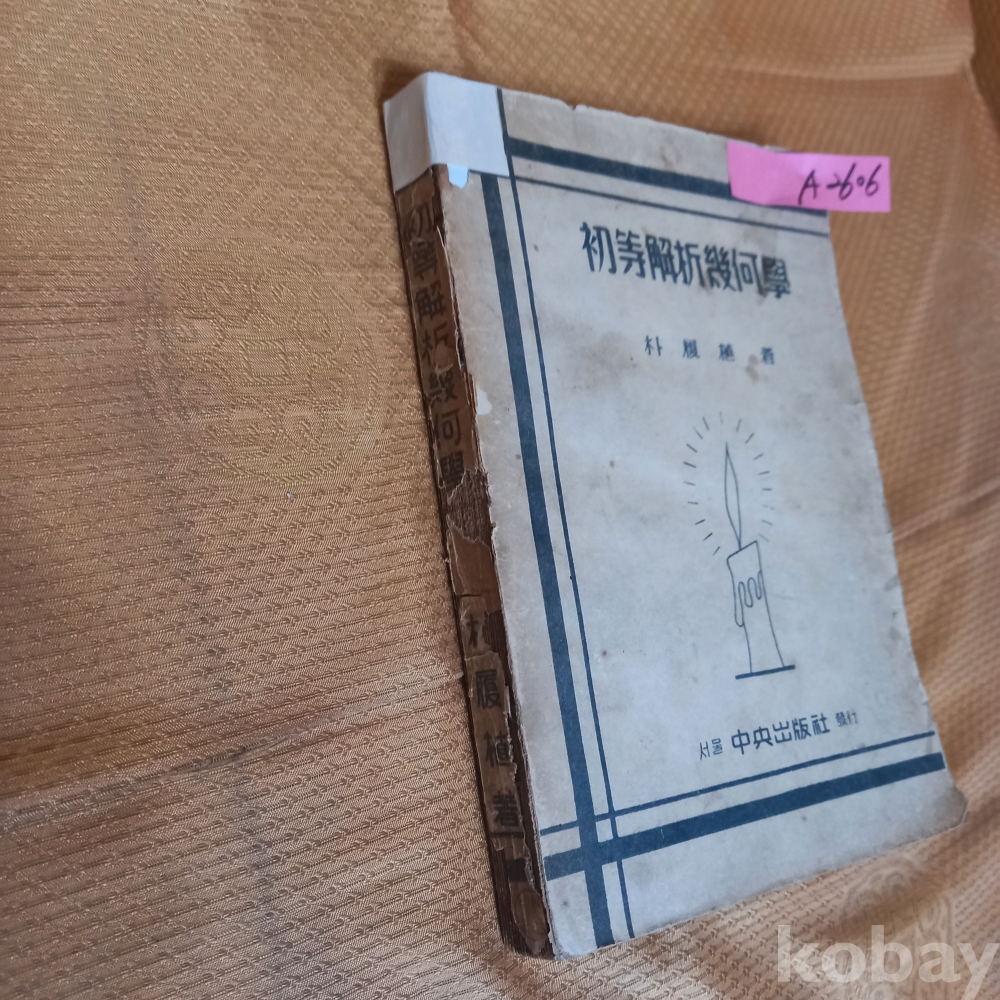 A-2606
初等解析幾何學
朴履植著
서울 中央出版社 發行
初等解析幾何學
朴履植著
kobay